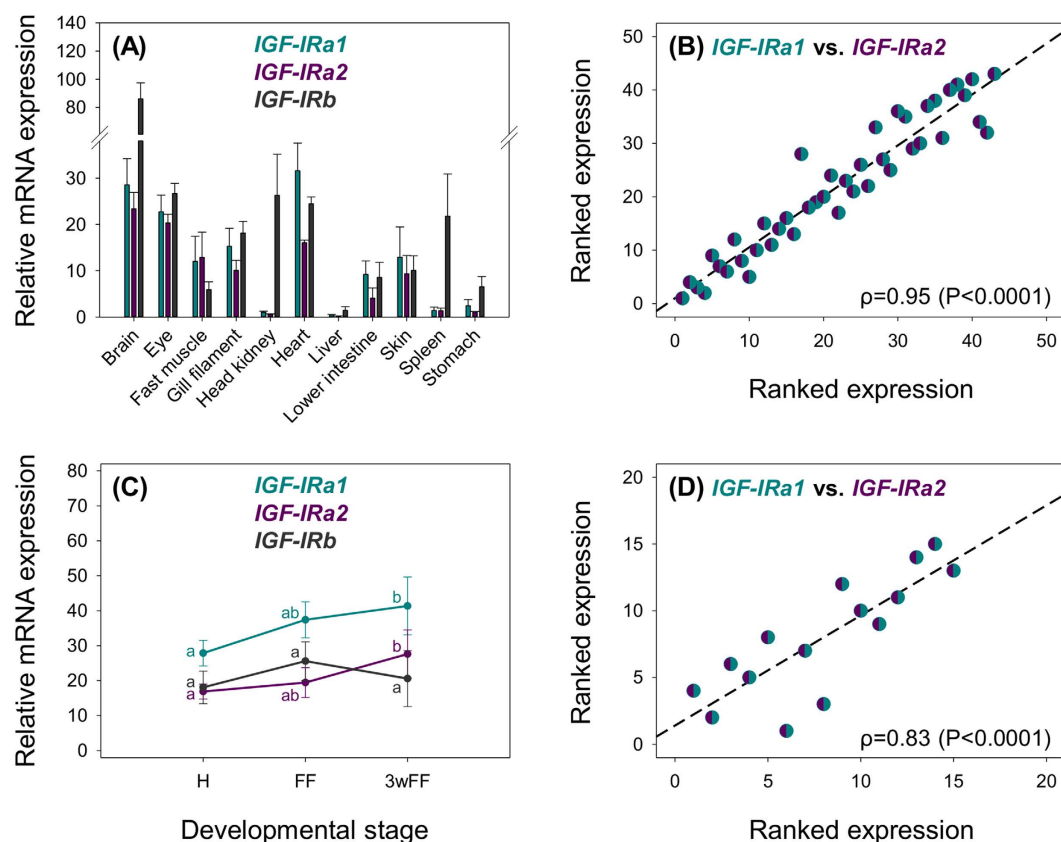 (A)
IGF-IRa1
IGF-IRa2
IGF-IRb
Relative mRNA expression
140
120
100
80
30
20
10
0
Brain
Eye
Fast muscle
Gill filament
Head kidney
Heart
Liver
Lower intestine
Skin
Spleen
Stomach
(B) IGF-IRa1 vs. IGF-IRa2
Ranked expression
50
40
30
20
10
0
ρ=0.95 (P<0.0001)
0 10 20 30 40 50
Ranked expression
(C)
IGF-IRa1
IGF-IRa2
IGF-IRb
Relative mRNA expression
80
70
60
50
40
30
20
10
0
a
a
a
ab
a
ab
b
b
a
H FF 3wFF
Developmental stage
(D) IGF-IRa1 vs. IGF-IRa2
Ranked expression
20
15
10
5
0
ρ=0.83 (P<0.0001)
0 5 10 15 20
Ranked expression